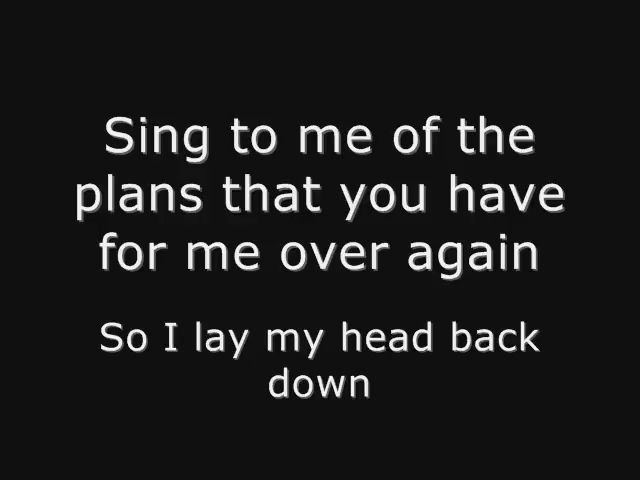 Sing to me of the
plans that you have
for me over again
So I lay my head back
down